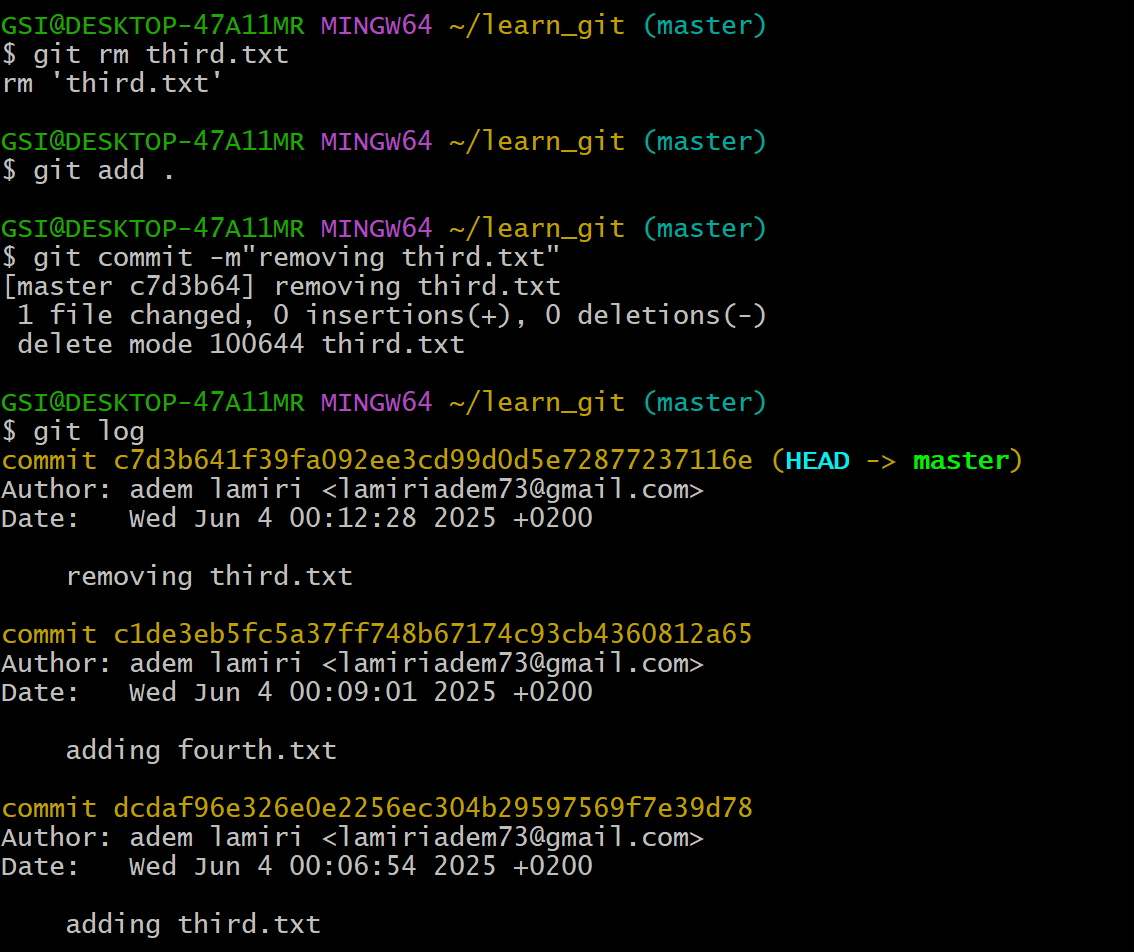 GSI@DESKTOP-47A11MR MINGW64 ~/learn_git (master)
$ git rm third.txt
rm 'third.txt'
GSI@DESKTOP-47A11MR MINGW64 ~/learn_git (master)
$ git add .
GSI@DESKTOP-47A11MR MINGW64 ~/learn_git (master)
$ git commit -m"removing third.txt"
[master c7d3b64] removing third.txt
 1 file changed, 0 insertions(+), 0 deletions(-)
 delete mode 100644 third.txt
GSI@DESKTOP-47A11MR MINGW64 ~/learn_git (master)
$ git log
commit c7d3b641f39fa092ee3cd99d0d5e72877237116e (HEAD -> master)
Author: adem lamiri <lamiriadem73@gmail.com>
Date:   Wed Jun 4 00:12:28 2025 +0200
    removing third.txt
commit c1de3eb5fc5a37ff748b67174c93cb4360812a65
Author: adem lamiri <lamiriadem73@gmail.com>
Date:   Wed Jun 4 00:09:01 2025 +0200
    adding fourth.txt
commit dcdaf96e326e0e2256ec304b29597569f7e39d78
Author: adem lamiri <lamiriadem73@gmail.com>
Date:   Wed Jun 4 00:06:54 2025 +0200
    adding third.txt